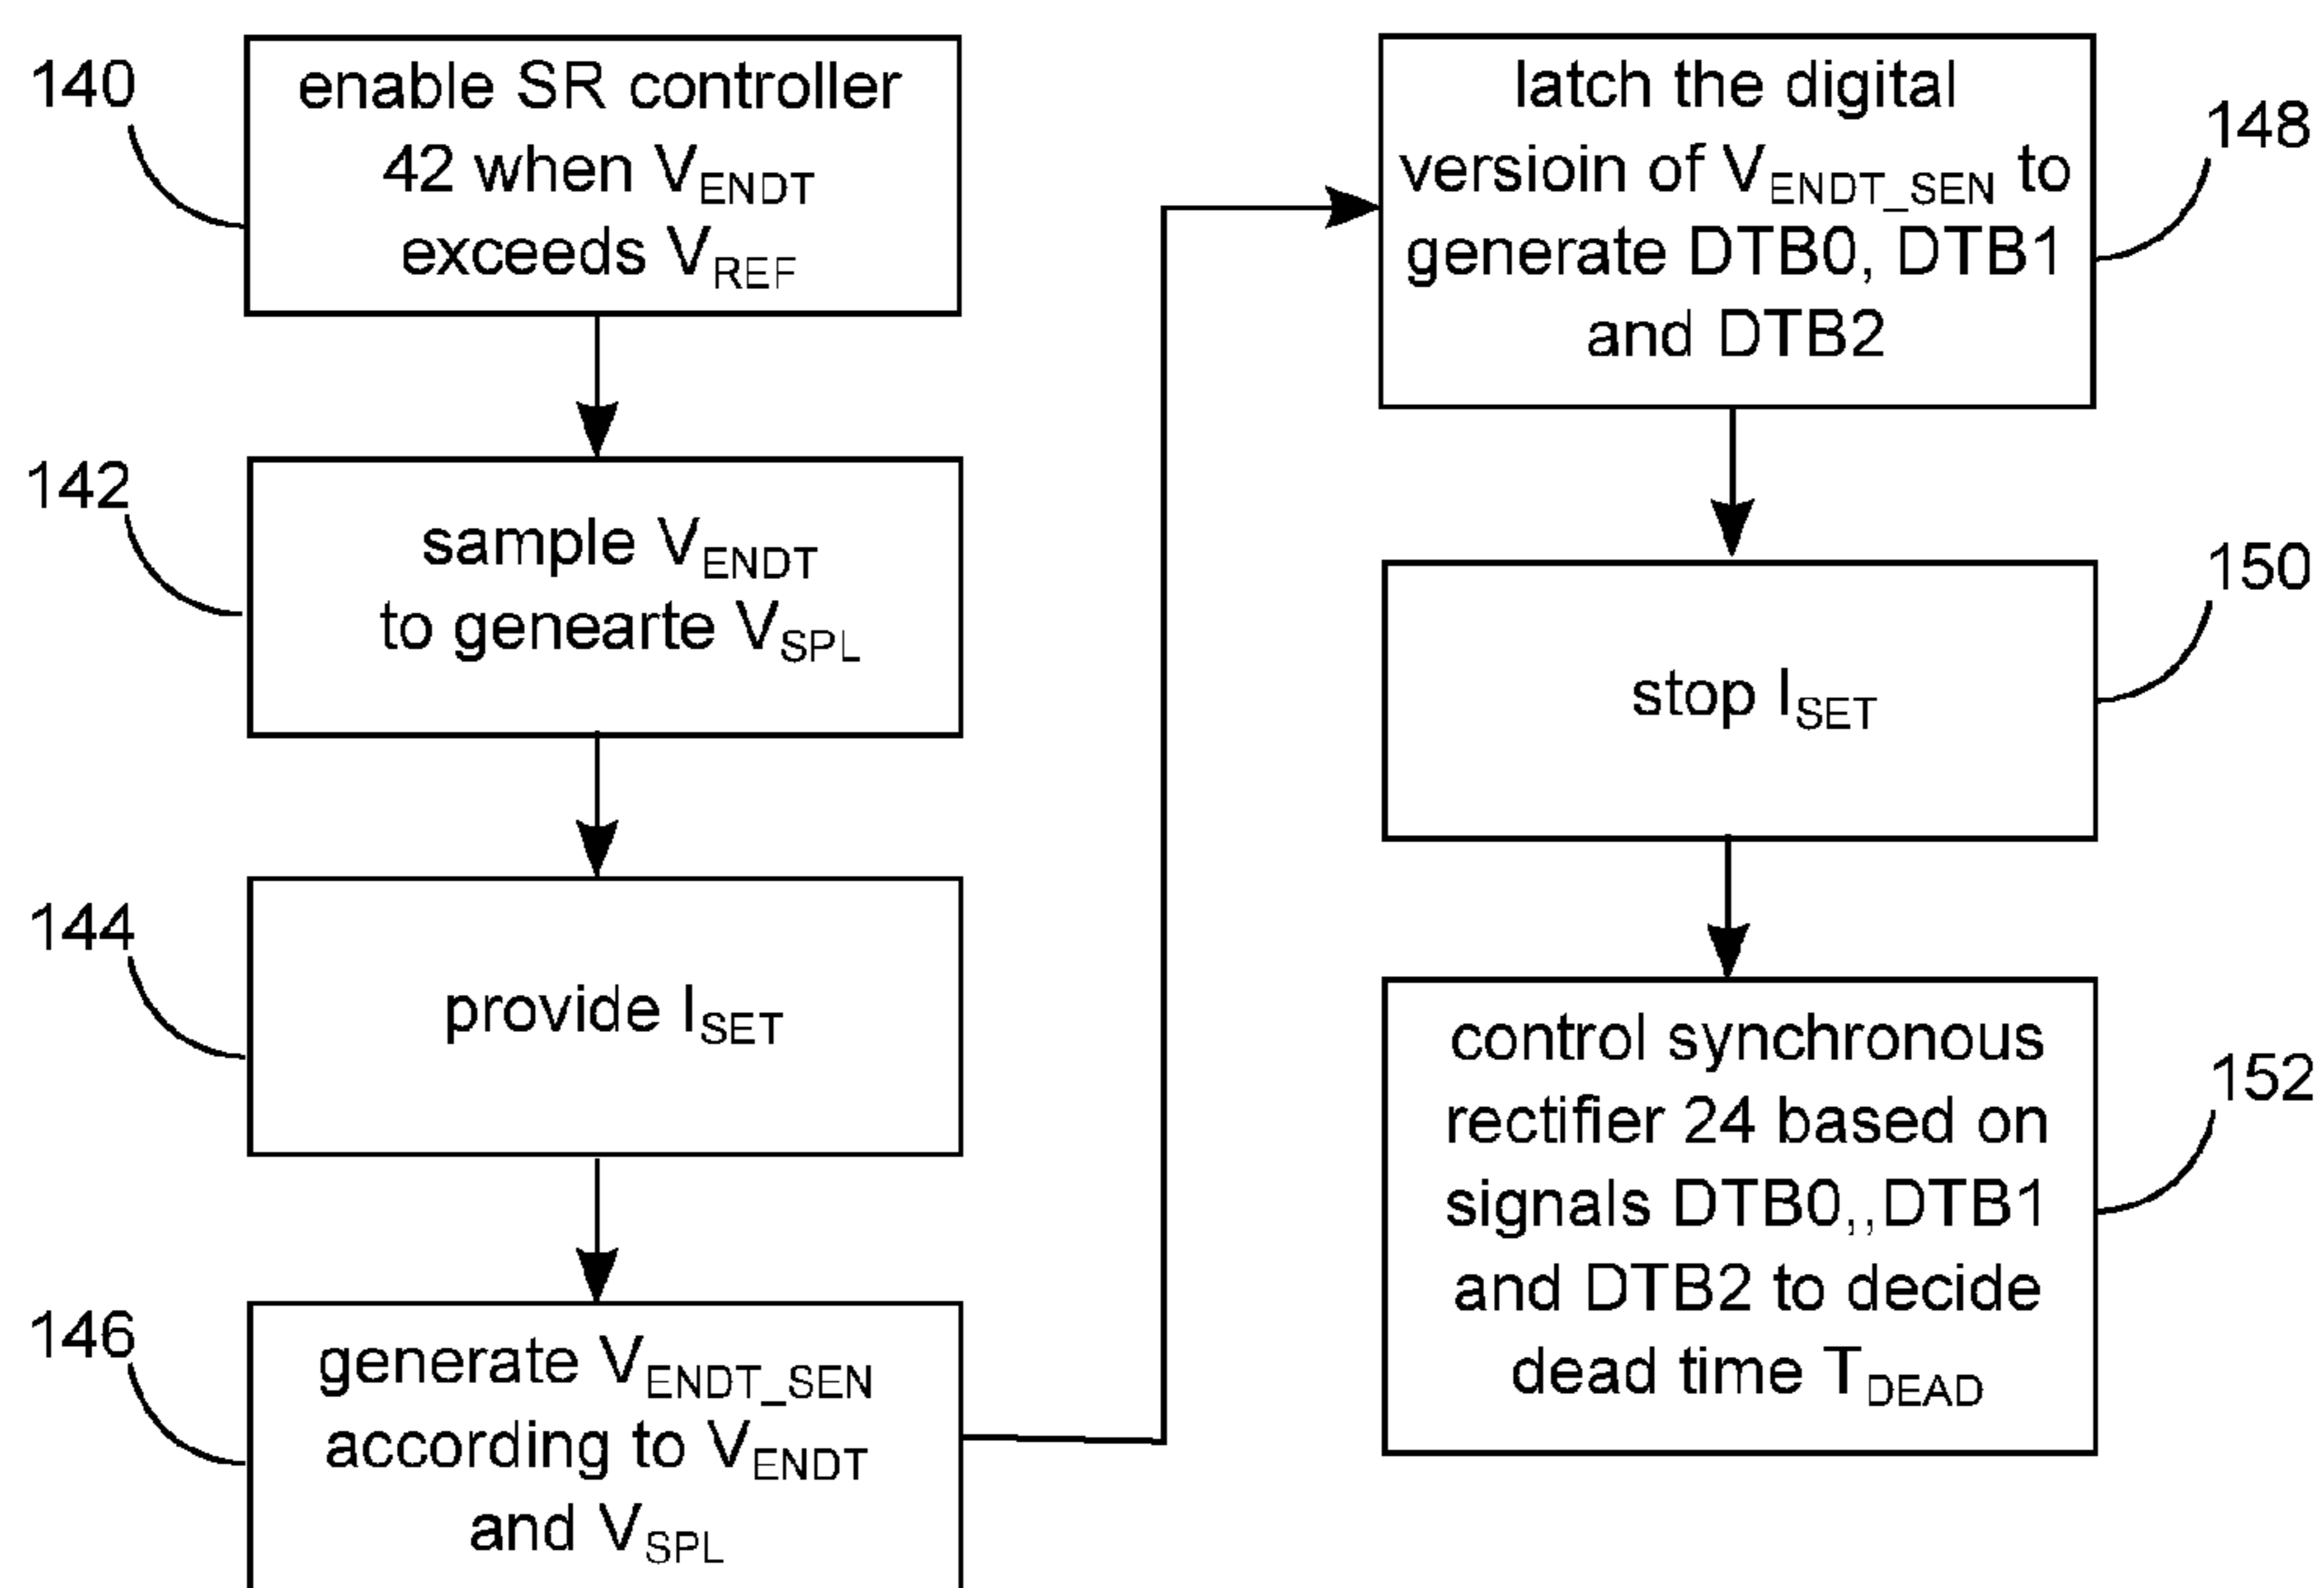 140
enable SR controller
42 when VENDT
exceeds VREF
142
sample VENDT
to genearte VSPL
144
provide ISET
146
generate VENDT_SEN
according to VENDT
and VSPL
148
latch the digital
versioin of VENDT_SEN to
generate DTB0, DTB1
and DTB2
150
stop ISET
152
control synchronous
rectifier 24 based on
signals DTB0,,DTB1
and DTB2 to decide
dead time TDEAD